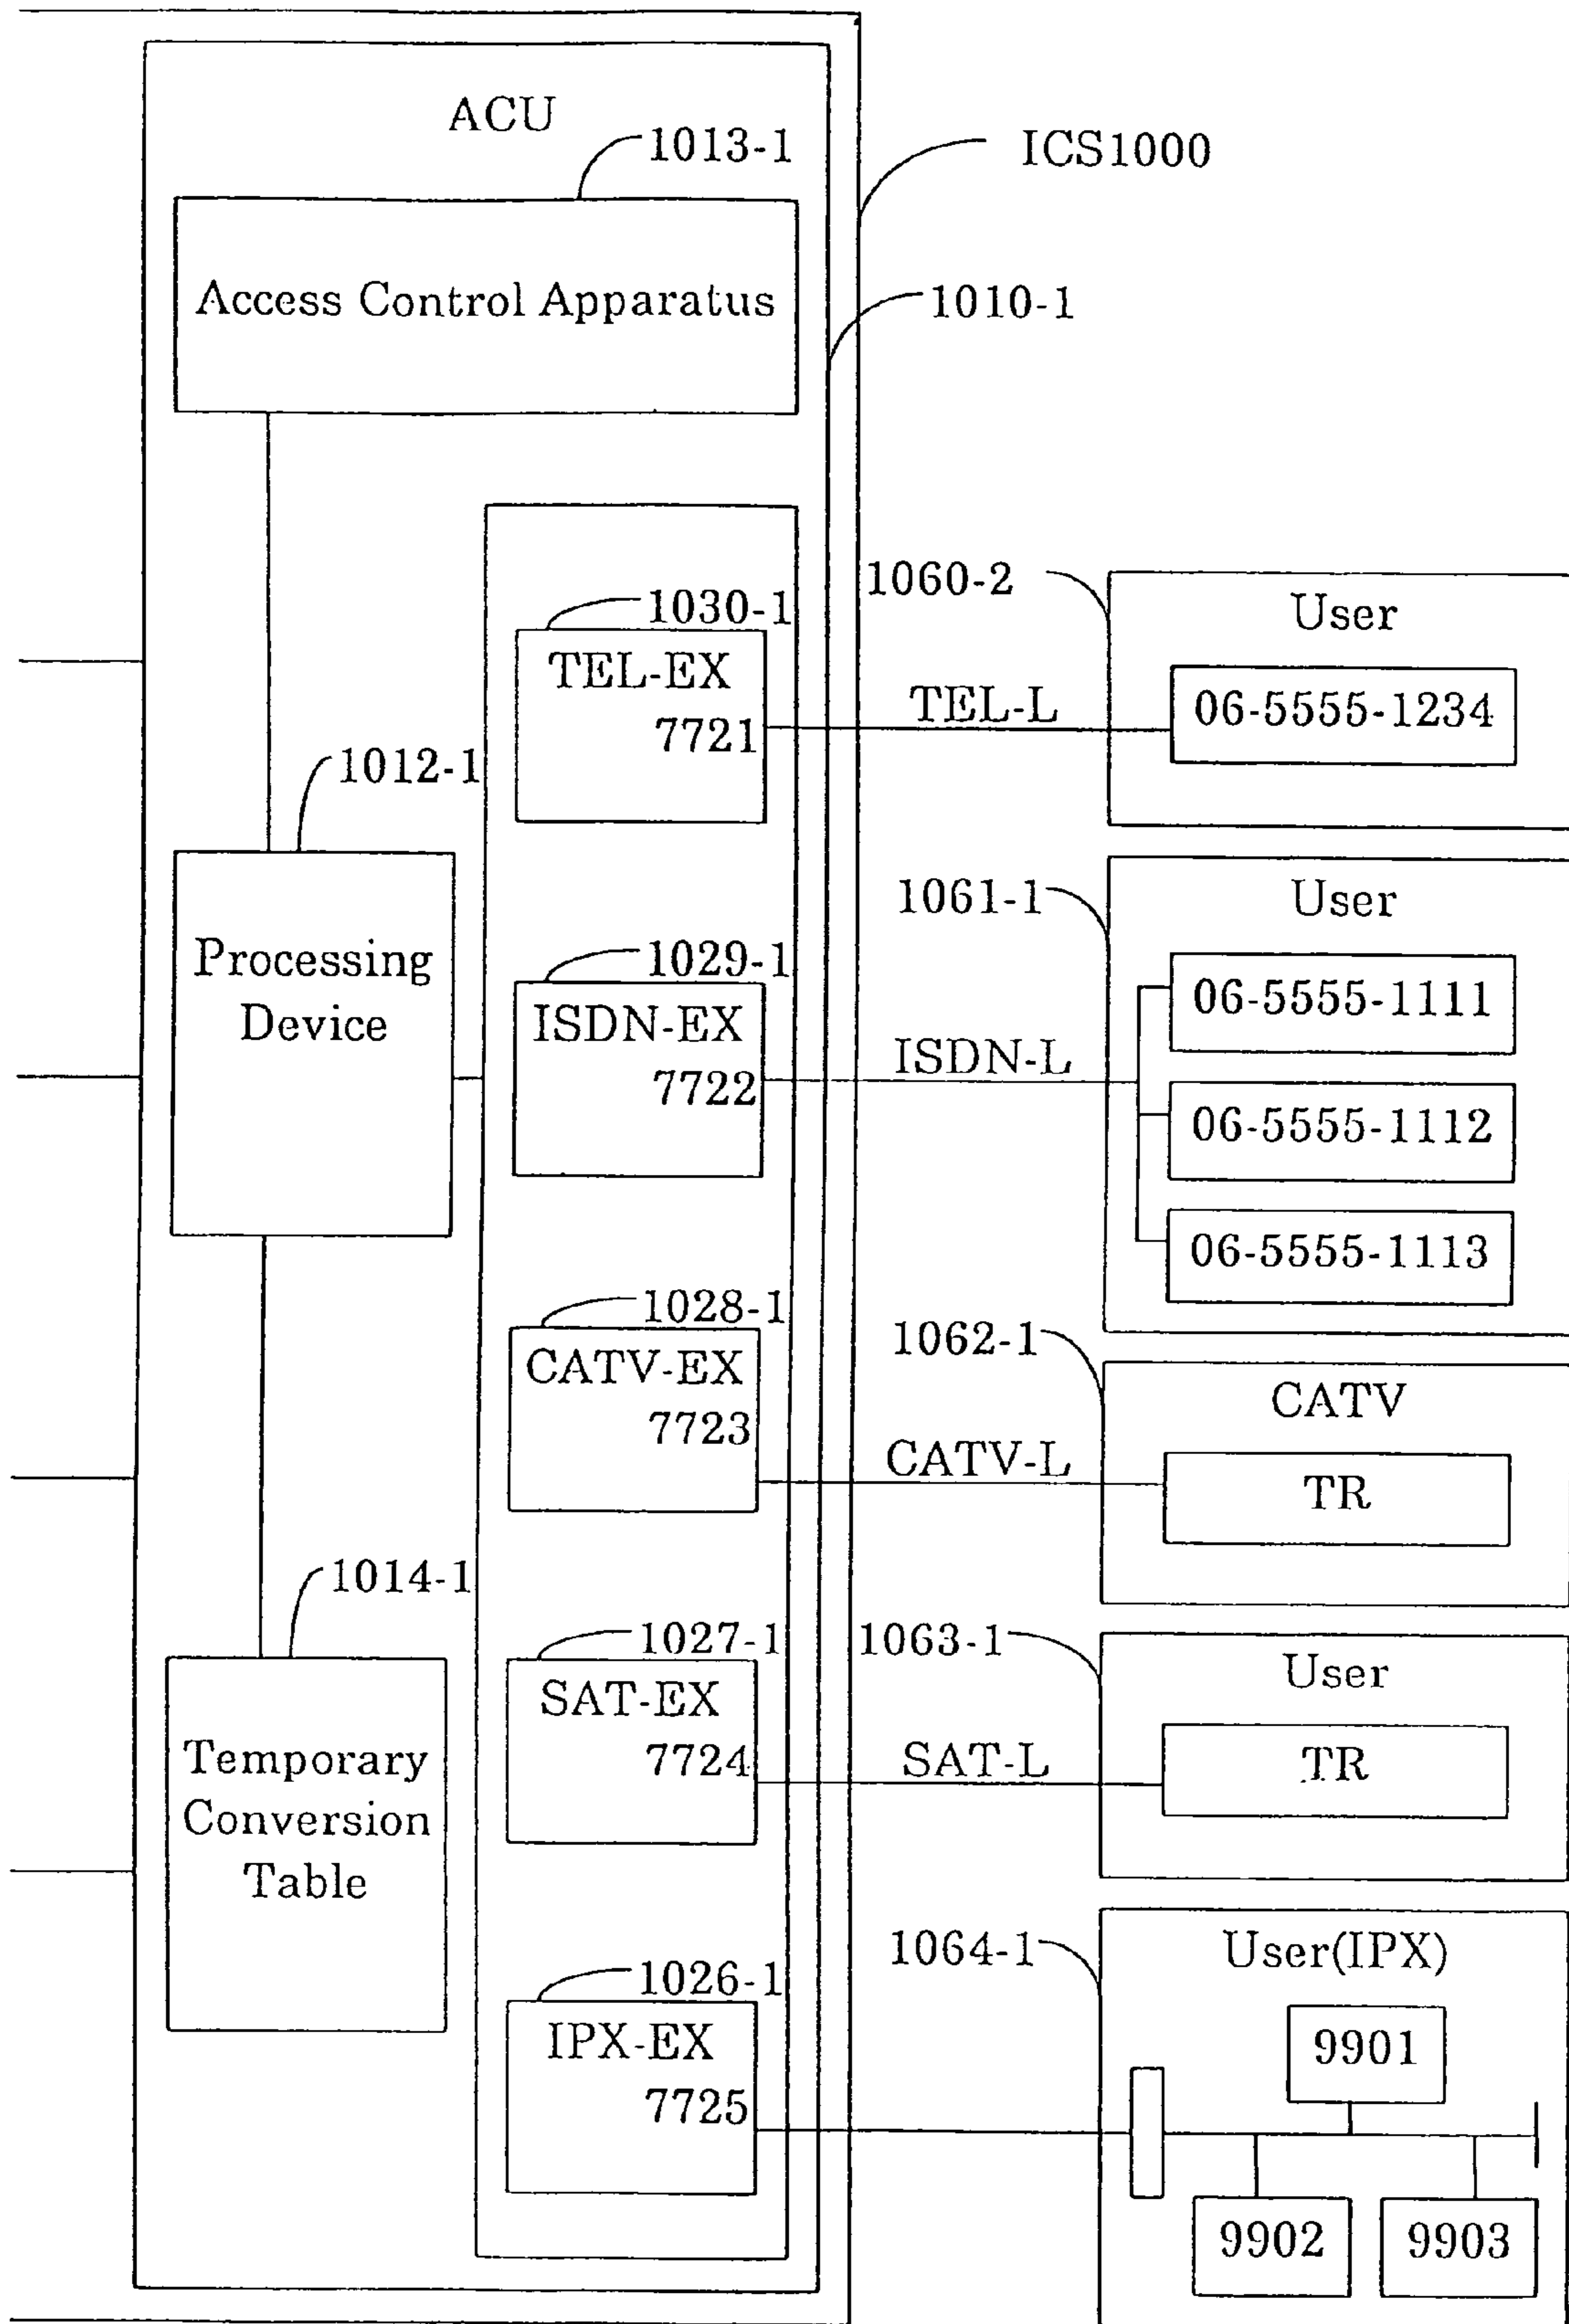 ACU
1013-1
ICS1000
Access Control Apparatus
1010-1
1060-2
User
1030-1
TEL-EX
7721
TEL-L
06-5555-1234
1012-1
Processing
Device
1061-1
User
1029-1
ISDN-EX
7722
ISDN-L
06-5555-1111
06-5555-1112
06-5555-1113
1028-1
CATV-EX
7723
CATV-L
1062-1
CATV
TR
1014-1
Temporary
Conversion
Table
1027-1
SAT-EX
7724
SAT-L
1063-1
User
TR
1026-1
IPX-EX
7725
1064-1
User(IPX)
9901
9902
9903